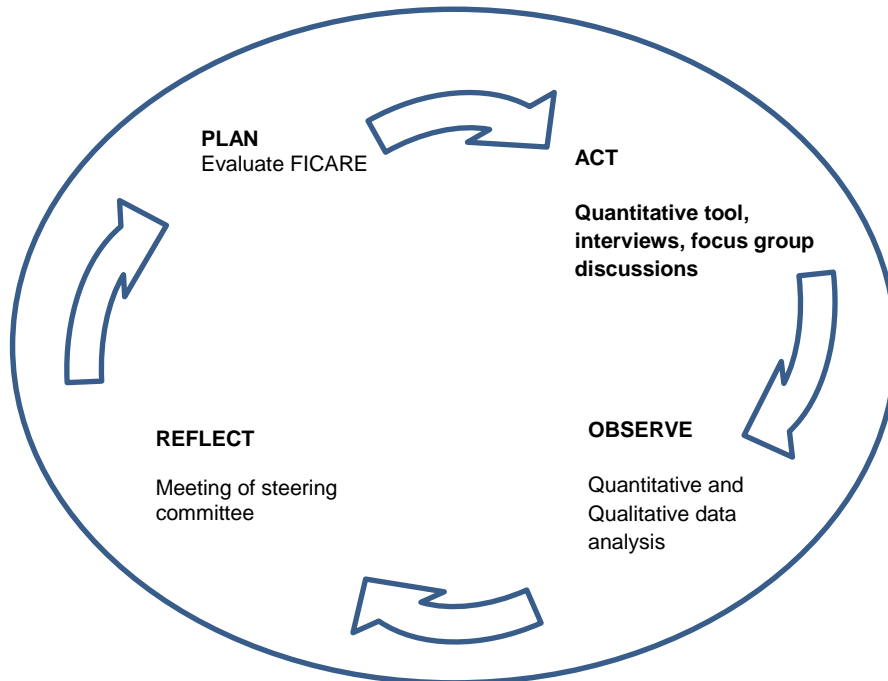 PLAN
Evaluate FICARE
ACT
Quantitative tool,
interviews, focus group
discussions
OBSERVE
Quantitative and
Qualitative data
analysis
REFLECT
Meeting of steering
committee